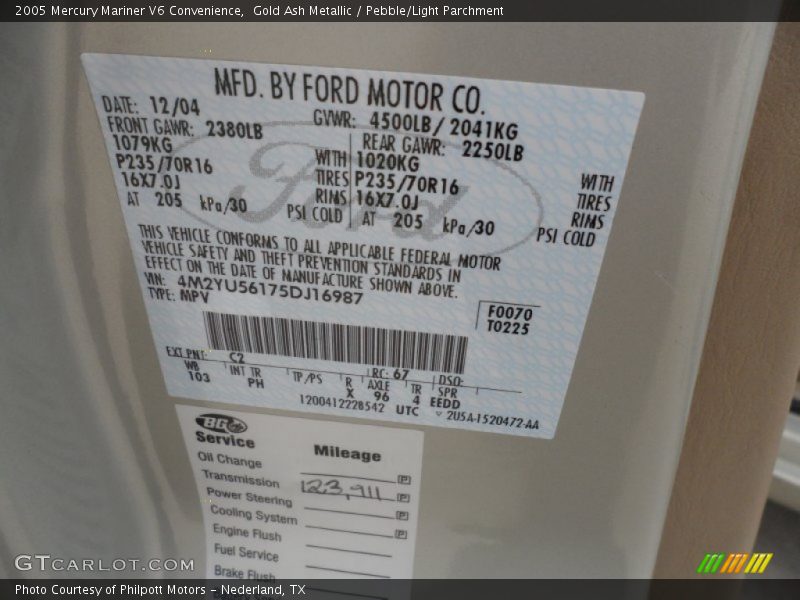 2005 Mercury Mariner V6 Convenience, Gold Ash Metallic / Pebble/Light Parchment
MFD. BY FORD MOTOR CO.
DATE: 12/04 GVWR: 4500LB/ 2041KG
FRONT GAWR: 2380LB REAR GAWR: 2250LB
1079KG WITH 1020KG WITH
P235/70R16 TIRES P235/70R16 TIRES
16X7.0J RIMS 16X7.0J RIMS
AT 205 kPa/30 PSI COLD AT 205 kPa/30 PSI COLD
Ford
THIS VEHICLE CONFORMS TO ALL APPLICABLE FEDERAL MOTOR
VEHICLE SAFETY AND THEFT PREVENTION STANDARDS IN
EFFECT ON THE DATE OF MANUFACTURE SHOWN ABOVE.
VIN: 4M2YU56175DJ16987
TYPE: MPV
F0070
T0225
EXT PNT: C2 RC: 67 DSO:
WB INT TR TP/PS R AXLE TR SPR
103 PH X 96 4 EEDD
1200412228542 UTC 2U5A-1520472-AA
BG
Service Mileage
Oil Change
Transmission 123,911
Power Steering
Cooling System
Engine Flush
Fuel Service
Brake Flush
GTCARLOT.COM
Photo Courtesy of Philpott Motors - Nederland, TX